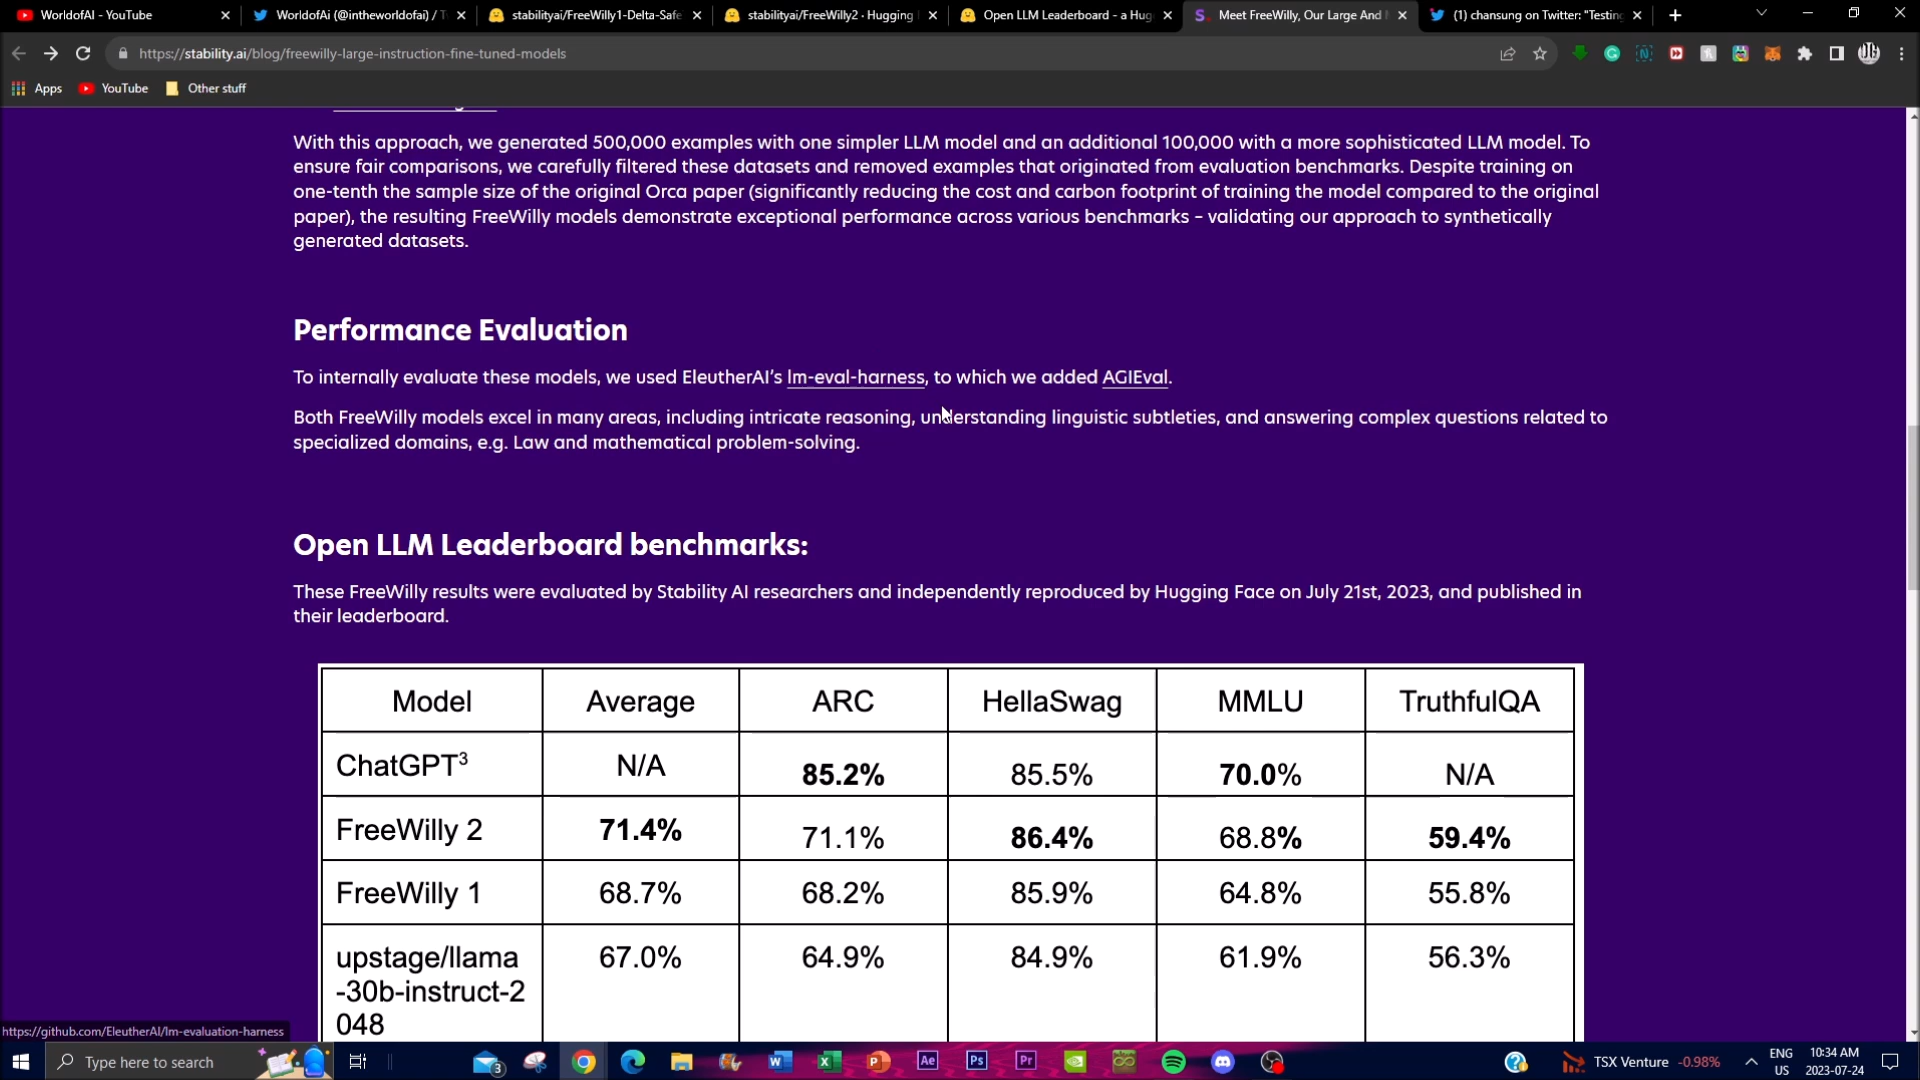 WorldofAI - YouTube
WorldofAi (@intheworldofai) / T
stabilityai/FreeWilly1-Delta-Safe
stabilityai/FreeWilly2 · Hugging
Open LLM Leaderboard - a Hug
Meet FreeWilly, Our Large And
(1) chansung on Twitter: "Testing
https://stability.ai/blog/freewilly-large-instruction-fine-tuned-models
Apps
YouTube
Other stuff
With this approach, we generated 500,000 examples with one simpler LLM model and an additional 100,000 with a more sophisticated LLM model. To
ensure fair comparisons, we carefully filtered these datasets and removed examples that originated from evaluation benchmarks. Despite training on
one-tenth the sample size of the original Orca paper (significantly reducing the cost and carbon footprint of training the model compared to the original
paper), the resulting FreeWilly models demonstrate exceptional performance across various benchmarks – validating our approach to synthetically
generated datasets.
Performance Evaluation
To internally evaluate these models, we used EleutherAI's lm-eval-harness, to which we added AGIEval.
Both FreeWilly models excel in many areas, including intricate reasoning, understanding linguistic subtleties, and answering complex questions related to
specialized domains, e.g. Law and mathematical problem-solving.
Open LLM Leaderboard benchmarks:
These FreeWilly results were evaluated by Stability AI researchers and independently reproduced by Hugging Face on July 21st, 2023, and published in
their leaderboard.
Model Average ARC HellaSwag MMLU TruthfulQA
ChatGPT³ N/A 85.2% 85.5% 70.0% N/A
FreeWilly 2 71.4% 71.1% 86.4% 68.8% 59.4%
FreeWilly 1 68.7% 68.2% 85.9% 64.8% 55.8%
upstage/llama 67.0% 64.9% 84.9% 61.9% 56.3%
-30b-instruct-2
048
https://github.com/EleutherAI/lm-evaluation-harness
Type here to search
3
Ae
Ps
Pr
TSX Venture -0.98%
ENG
US
10:34 AM
2023-07-24